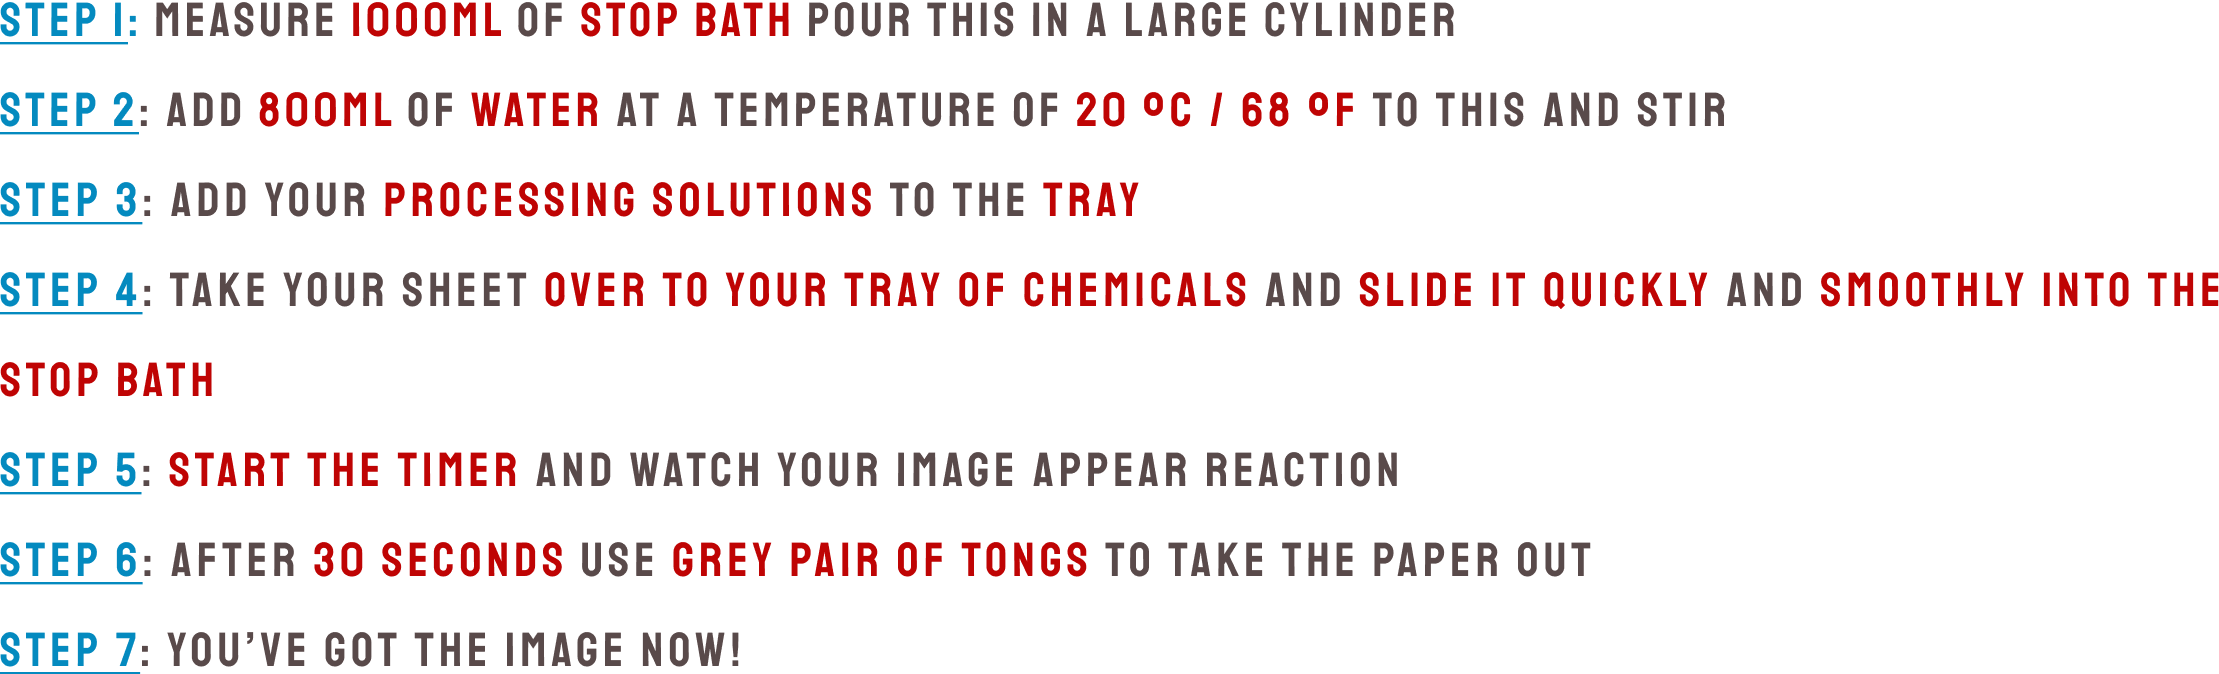 STEP 1: MEASURE 1000ML OF STOP BATH POUR THIS IN A LARGE CYLINDER
STEP 2: ADD 800ML OF WATER AT A TEMPERATURE OF 20 ºC / 68 ºF TO THIS AND STIR
STEP 3: ADD YOUR PROCESSING SOLUTIONS TO THE TRAY
STEP 4: TAKE YOUR SHEET OVER TO YOUR TRAY OF CHEMICALS AND SLIDE IT QUICKLY AND SMOOTHLY INTO THE
STOP BATH
STEP 5: START THE TIMER AND WATCH YOUR IMAGE APPEAR REACTION
STEP 6: AFTER 30 SECONDS USE GREY PAIR OF TONGS TO TAKE THE PAPER OUT
STEP 7: YOU’VE GOT THE IMAGE NOW!